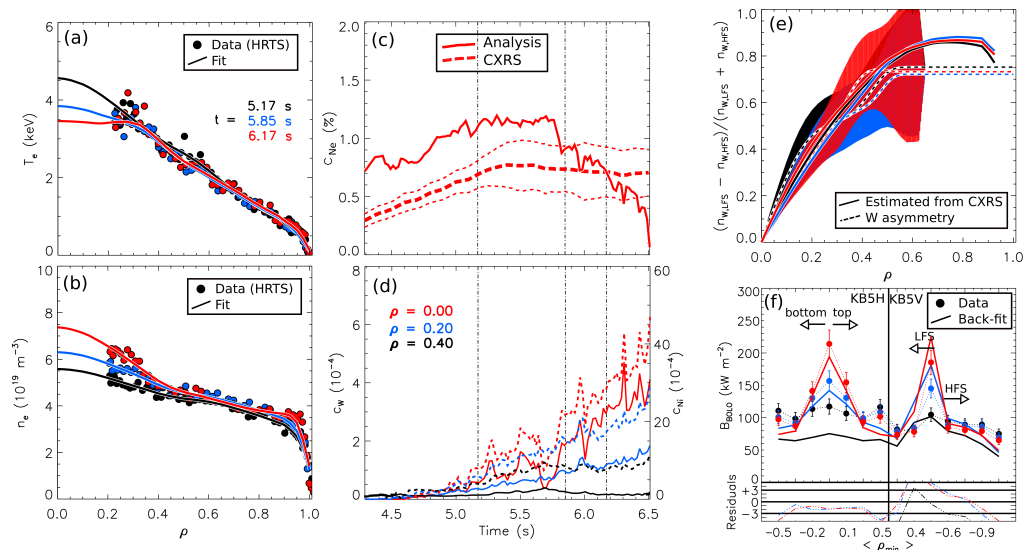 (a)
Data (HRTS)
Fit
5.17 s
t = 5.85 s
6.17 s
T_e (keV)
6
4
2
0
(b)
Data (HRTS)
Fit
n_e (10^19 m^-3)
10
8
6
4
2
0
0.0 0.2 0.4 0.6 0.8 1.0
ρ
(c)
Analysis
CXRS
c_Ne (%)
2.0
1.5
1.0
0.5
0.0
(d)
ρ = 0.00
ρ = 0.20
ρ = 0.40
c_W (10^-4)
8
6
4
2
0
c_Ni (10^-4)
60
40
20
0
4.5 5.0 5.5 6.0 6.5
Time (s)
(e)
Estimated from CXRS
W asymmetry
(n_W,LFS − n_W,HFS)/(n_W,LFS + n_W,HFS)
1.0
0.8
0.6
0.4
0.2
0.0
0.0 0.2 0.4 0.6 0.8 1.0
ρ
(f)
KB5H KB5V
Data
Back-fit
bottom top
LFS
HFS
B_BOLO (kW m^-2)
300
250
200
150
100
50
0
Residuals
+3
0
−3
−0.5 −0.2 0.1 0.5 0.4 −0.6 −0.9
< ρ_min >